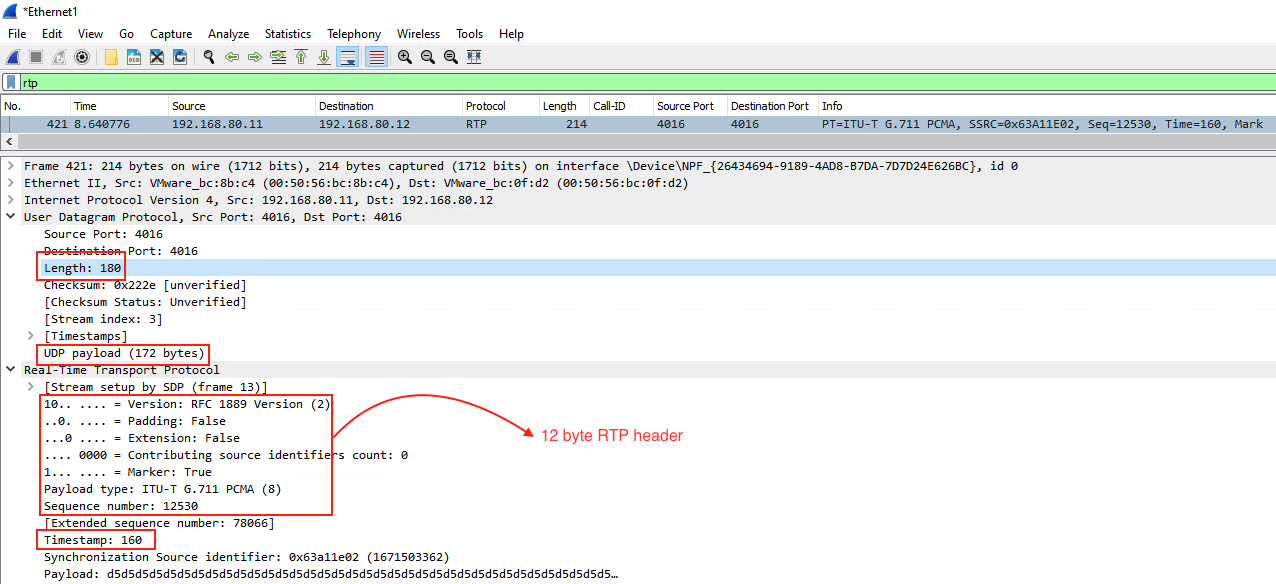 *Ethernet1
File Edit View Go Capture Analyze Statistics Telephony Wireless Tools Help
rtp
No. Time Source Destination Protocol Length Call-ID Source Port Destination Port Info
421 8.640776 192.168.80.11 192.168.80.12 RTP 214 4016 4016 PT=ITU-T G.711 PCMA, SSRC=0x63A11E02, Seq=12530, Time=160, Mark
Frame 421: 214 bytes on wire (1712 bits), 214 bytes captured (1712 bits) on interface \Device\NPF_{26434694-9189-4AD8-B7DA-7D7D24E626BC}, id 0
Ethernet II, Src: VMware_bc:8b:c4 (00:50:56:bc:8b:c4), Dst: VMware_bc:0f:d2 (00:50:56:bc:0f:d2)
Internet Protocol Version 4, Src: 192.168.80.11, Dst: 192.168.80.12
User Datagram Protocol, Src Port: 4016, Dst Port: 4016
Source Port: 4016
Destination Port: 4016
Length: 180
Checksum: 0x222e [unverified]
[Checksum Status: Unverified]
[Stream index: 3]
[Timestamps]
UDP payload (172 bytes)
Real-Time Transport Protocol
[Stream setup by SDP (frame 13)]
10.. .... = Version: RFC 1889 Version (2)
..0. .... = Padding: False
...0 .... = Extension: False
12 byte RTP header
.... 0000 = Contributing source identifiers count: 0
1... .... = Marker: True
Payload type: ITU-T G.711 PCMA (8)
Sequence number: 12530
[Extended sequence number: 78066]
Timestamp: 160
Synchronization Source identifier: 0x63a11e02 (1671503362)
Payload: d5d5d5d5d5d5d5d5d5d5d5d5d5d5d5d5d5d5d5d5d5d5d5d5d5d5d5d5d5d5d5d5d5d5d5d5…